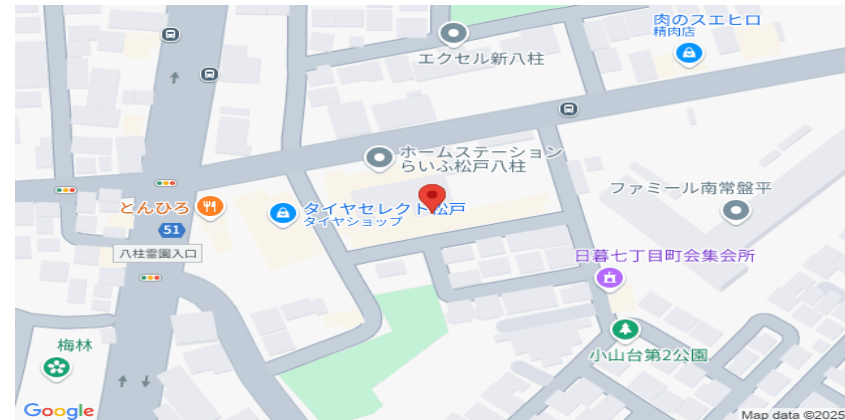 肉のスエヒロ
精肉店
エクセル新八柱
ホームステーション
らいふ松戸八柱
ファミール南常盤平
とんひろ
タイヤセレクト松戸
タイヤショップ
51
八柱霊園入口
日暮七丁目町会集会所
梅林
小山台第2公園
Google
Map data ©2025